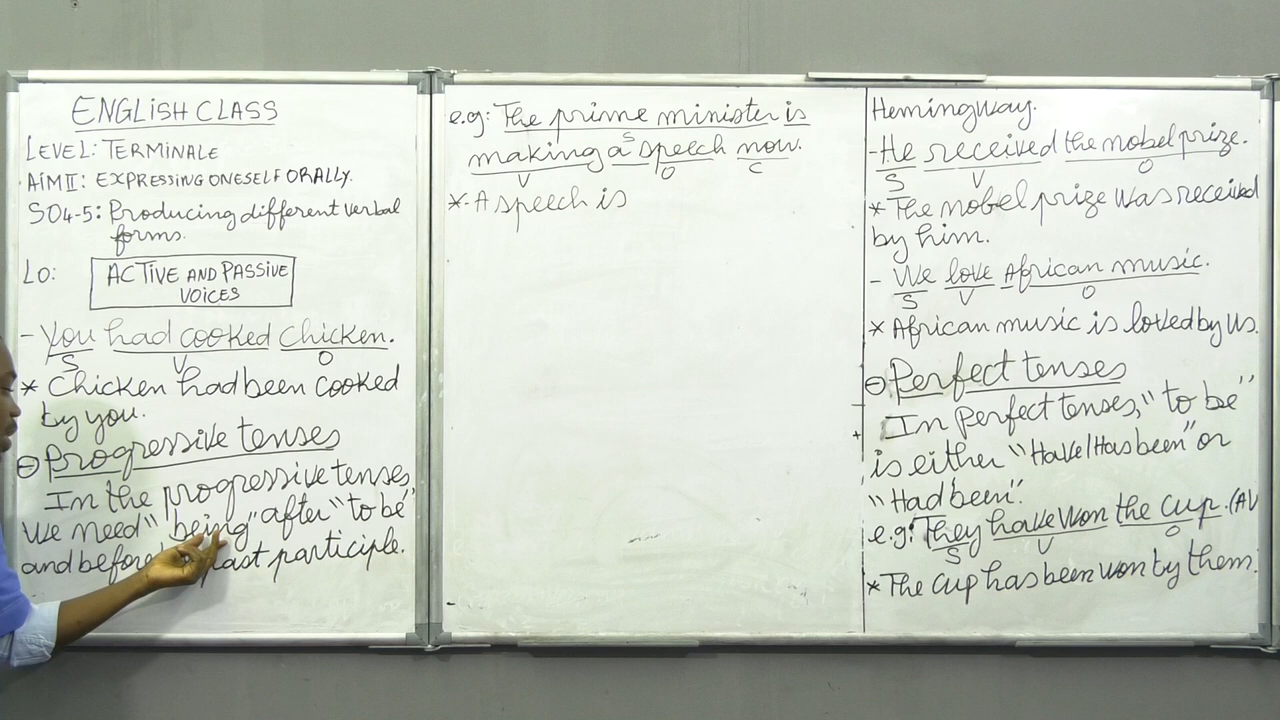 ENGLISH CLASS
LEVEL: TERMINALE
AIM II: EXPRESSING ONESELF ORALLY.
SO4-5: Producing different verbal
forms.
LO: ACTIVE AND PASSIVE
VOICES
- You had cooked chicken.
S V O
* Chicken had been cooked
by you.
Progressive tenses
In the progressive tenses,
we need "being" after "to be"
and before past participle.
e.g: The prime minister is
S
making a speech now.
V O C
*- A speech is
Hemingway.
- He received the nobel prize.
S V O
* The nobel prize was received
by him.
- We love African music.
S V O
* African music is loved by us.
Perfect tenses
In Perfect tenses, "to be"
is either "Have/Has been" or
"Had been".
e.g: They have won the cup. (AV
S V O
* The cup has been won by them.